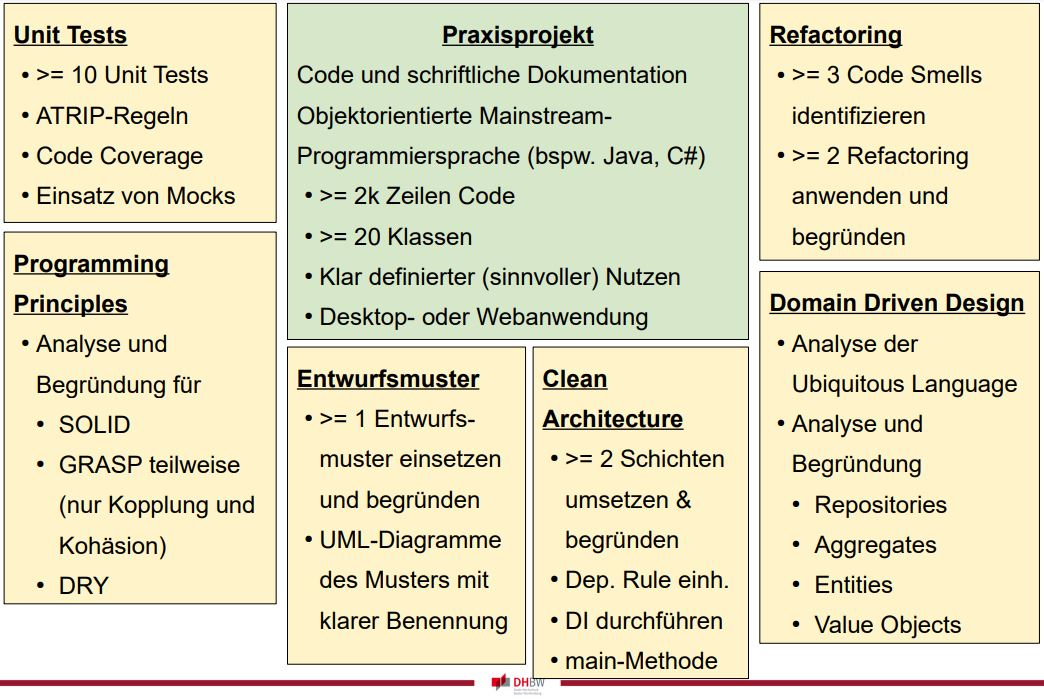 Unit Tests
• >= 10 Unit Tests
• ATRIP-Regeln
• Code Coverage
• Einsatz von Mocks
Programming
Principles
• Analyse und
Begründung für
• SOLID
• GRASP teilweise
(nur Kopplung und
Kohäsion)
• DRY
Praxisprojekt
Code und schriftliche Dokumentation
Objektorientierte Mainstream-
Programmiersprache (bspw. Java, C#)
• >= 2k Zeilen Code
• >= 20 Klassen
• Klar definierter (sinnvoller) Nutzen
• Desktop- oder Webanwendung
Entwurfsmuster
• >= 1 Entwurfs-
muster einsetzen
und begründen
• UML-Diagramme
des Musters mit
klarer Benennung
Clean
Architecture
• >= 2 Schichten
umsetzen &
begründen
• Dep. Rule einh.
• DI durchführen
• main-Methode
Refactoring
• >= 3 Code Smells
identifizieren
• >= 2 Refactoring
anwenden und
begründen
Domain Driven Design
• Analyse der
Ubiquitous Language
• Analyse und
Begründung
• Repositories
• Aggregates
• Entities
• Value Objects
DHBW